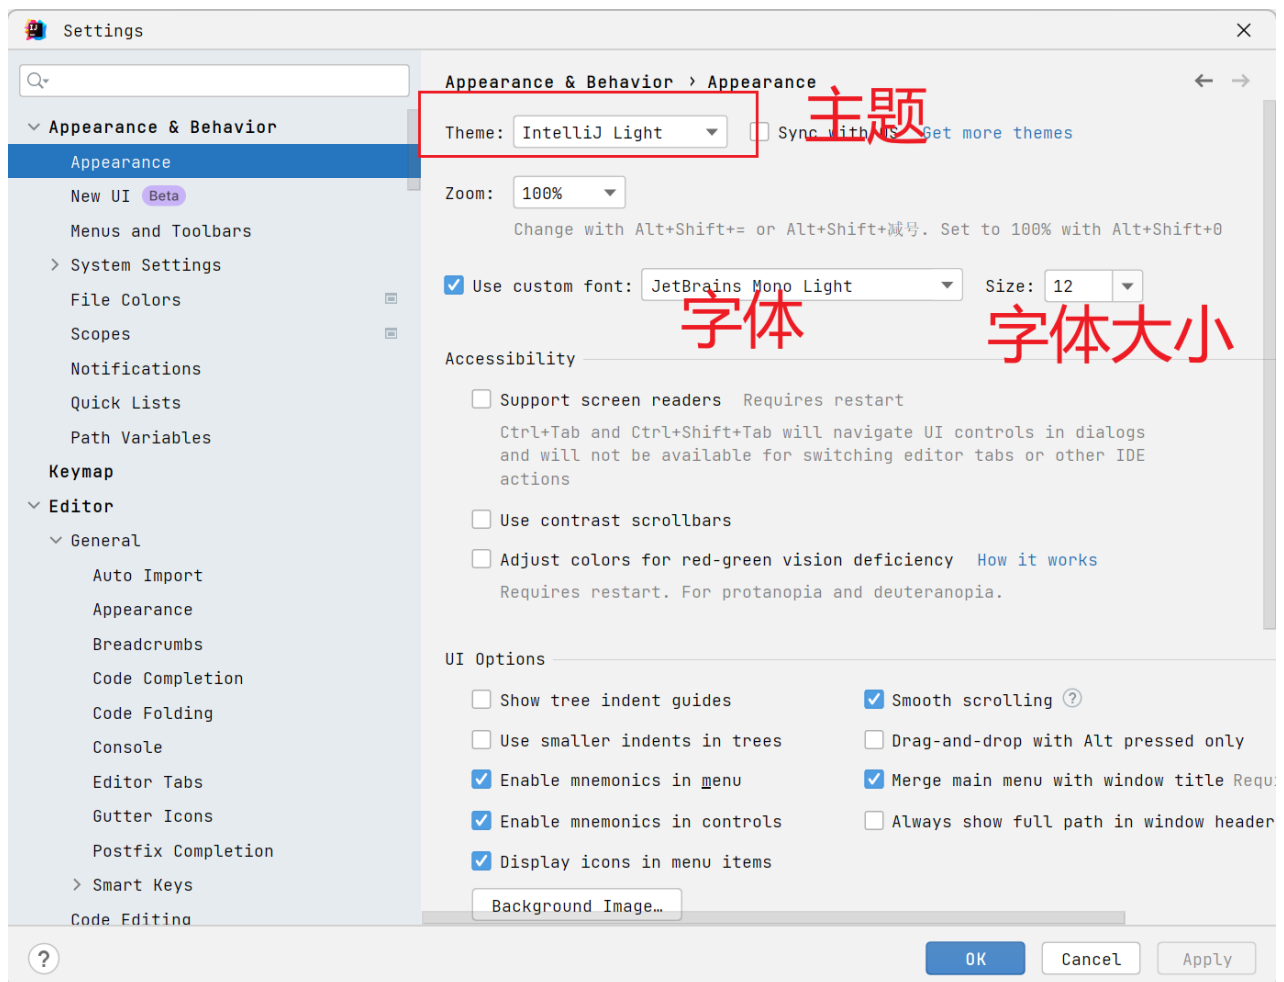 Settings
Appearance & Behavior
Appearance
New UI Beta
Menus and Toolbars
System Settings
File Colors
Scopes
Notifications
Quick Lists
Path Variables
Keymap
Editor
General
Auto Import
Appearance
Breadcrumbs
Code Completion
Code Folding
Console
Editor Tabs
Gutter Icons
Postfix Completion
Smart Keys
Code Editing
Appearance & Behavior › Appearance
主题
Theme: IntelliJ Light Sync with OS Get more themes
Zoom: 100%
Change with Alt+Shift+= or Alt+Shift+减号. Set to 100% with Alt+Shift+0
Use custom font: JetBrains Mono Light Size: 12
字体 字体大小
Accessibility
Support screen readers Requires restart
Ctrl+Tab and Ctrl+Shift+Tab will navigate UI controls in dialogs
and will not be available for switching editor tabs or other IDE
actions
Use contrast scrollbars
Adjust colors for red-green vision deficiency How it works
Requires restart. For protanopia and deuteranopia.
UI Options
Show tree indent guides Smooth scrolling ?
Use smaller indents in trees Drag-and-drop with Alt pressed only
Enable mnemonics in menu Merge main menu with window title Requi
Enable mnemonics in controls Always show full path in window header
Display icons in menu items
Background Image…
? OK Cancel Apply